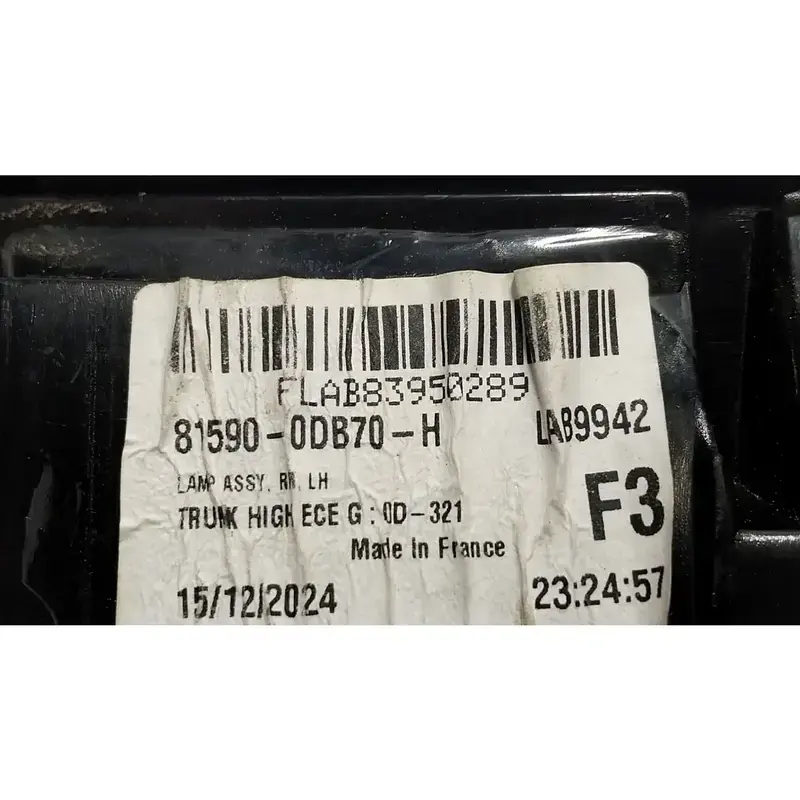 FLAB83950289
81590-0DB70-H LAB9942
LAMP ASSY, RR, LH
TRUNK HIGH ECE G : 0D-321
F3
Made In France
15/12/2024 23:24:57